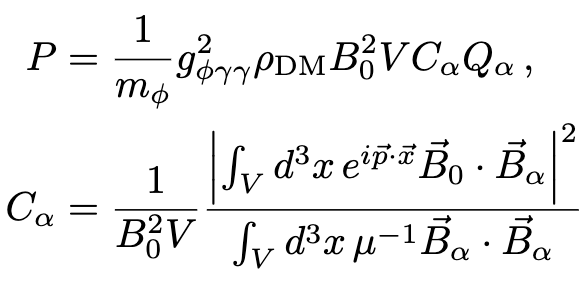 P = \frac{1}{m_\phi} g_{\phi\gamma\gamma}^2 \rho_{\mathrm{DM}} B_0^2 V C_\alpha Q_\alpha \, ,
C_\alpha = \frac{1}{B_0^2 V} \frac{\left| \int_V d^3x \, e^{i\vec{p}\cdot\vec{x}} \vec{B}_0 \cdot \vec{B}_\alpha \right|^2}{\int_V d^3x \, \mu^{-1} \vec{B}_\alpha \cdot \vec{B}_\alpha}